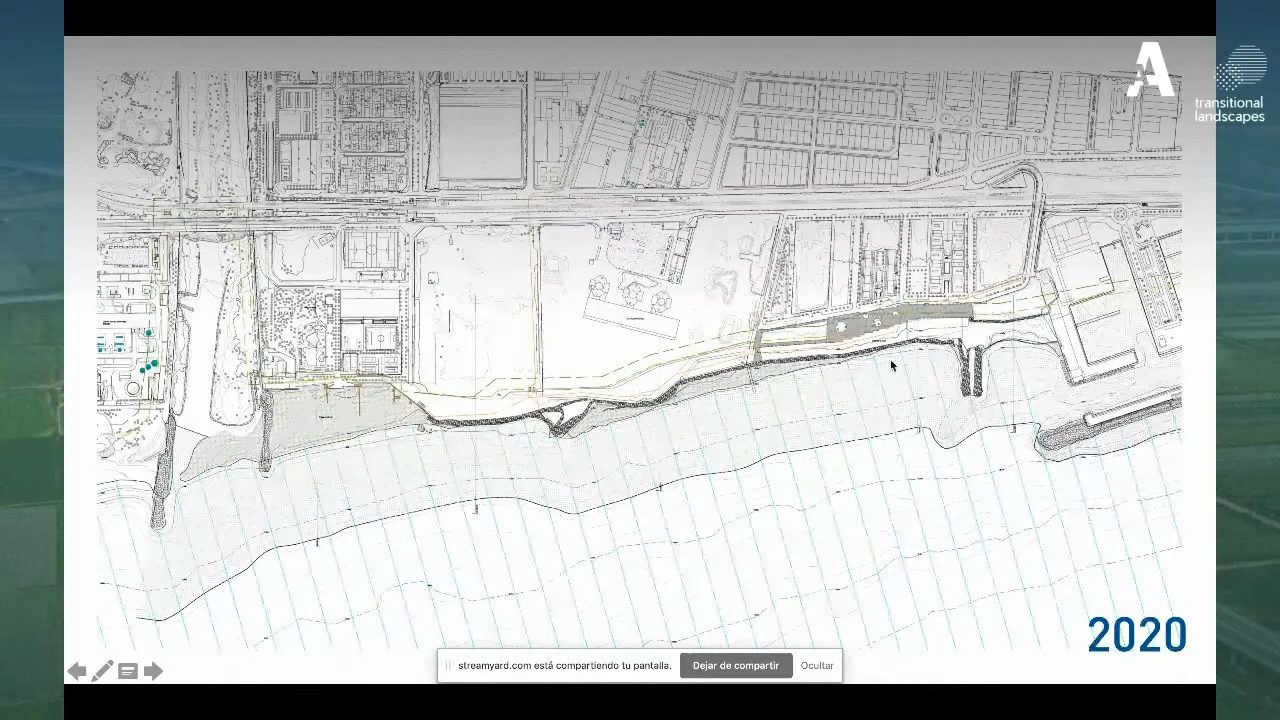 A
transitional
landscapes
2020
streamyard.com está compartiendo tu pantalla.
Dejar de compartir
Ocultar